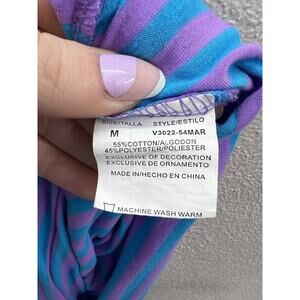 SIZE/TALLA STYLE/ESTILO
M V3022-54MAR
55%COTTON/ALGODON
45%POLYESTER/POLIESTER
EXCLUSIVE OF DECORATION
EXCLUSIVE DE ORNAMENTO
MADE IN/HECHO EN CHINA
MACHINE WASH WARM